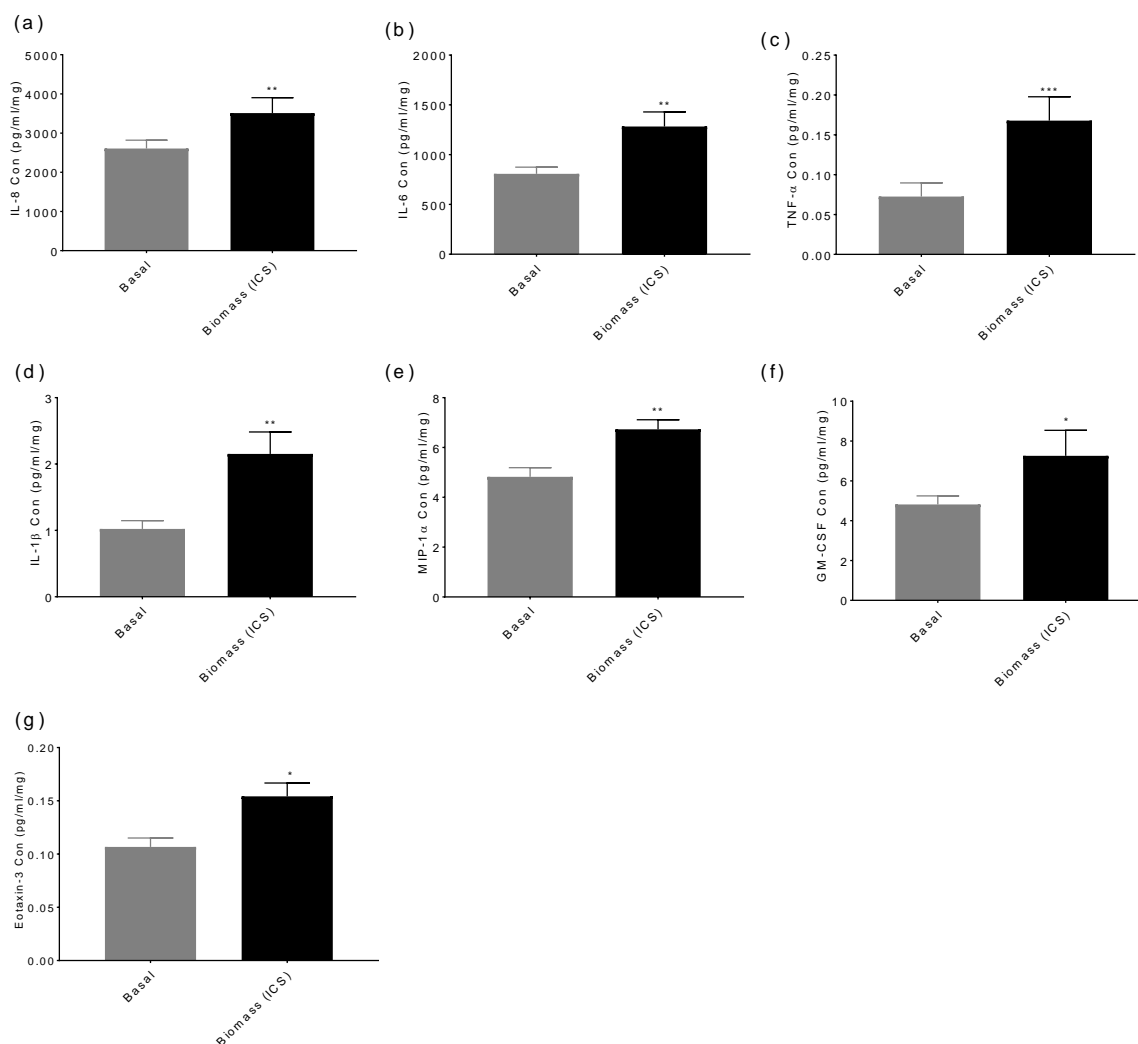 (a)
IL-8 Con (pg/ml/mg)
5000
4000
3000
2000
1000
0
**
Basal
Biomass (ICS)
(b)
IL-6 Con (pg/ml/mg)
2000
1500
1000
500
0
**
Basal
Biomass (ICS)
(c)
TNF-α Con (pg/ml/mg)
0.25
0.20
0.15
0.10
0.05
0.00
***
Basal
Biomass (ICS)
(d)
IL-1β Con (pg/ml/mg)
3
2
1
0
**
Basal
Biomass (ICS)
(e)
MIP-1α Con (pg/ml/mg)
8
6
4
2
0
**
Basal
Biomass (ICS)
(f)
GM-CSF Con (pg/ml/mg)
10
8
6
4
2
0
*
Basal
Biomass (ICS)
(g)
Eotaxin-3 Con (pg/ml/mg)
0.20
0.15
0.10
0.05
0.00
*
Basal
Biomass (ICS)